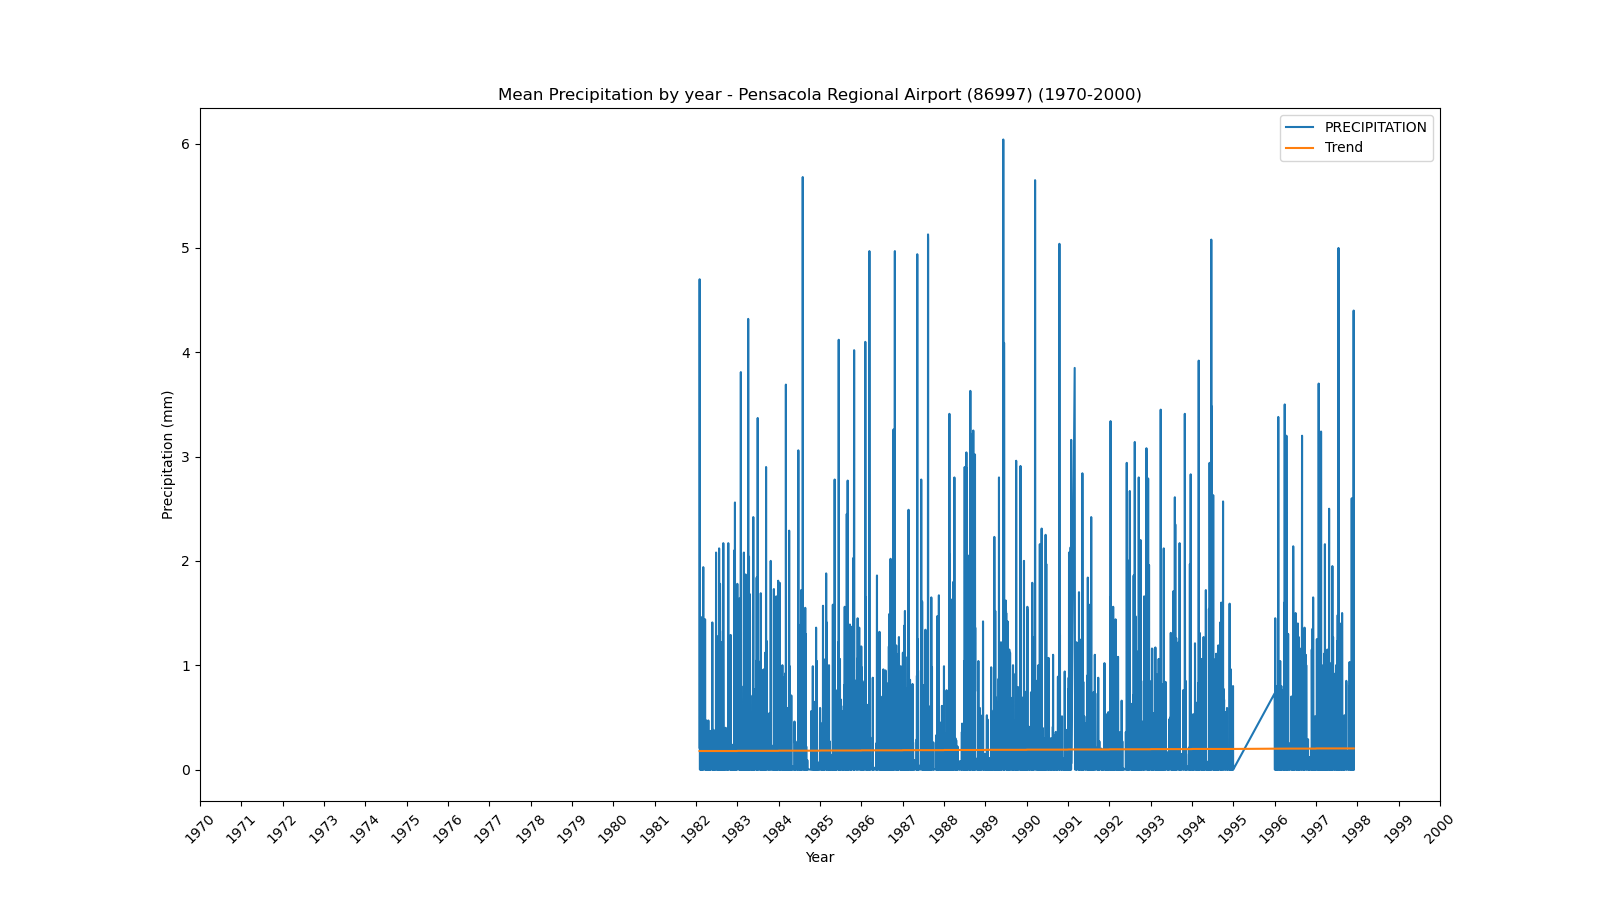 Mean Precipitation by year - Pensacola Regional Airport (86997) (1970-2000)
PRECIPITATION
Trend
6
5
4
3
2
1
0
Precipitation (mm)
1970 1971 1972 1973 1974 1975 1976 1977 1978 1979 1980 1981 1982 1983 1984 1985 1986 1987 1988 1989 1990 1991 1992 1993 1994 1995 1996 1997 1998 1999 2000
Year